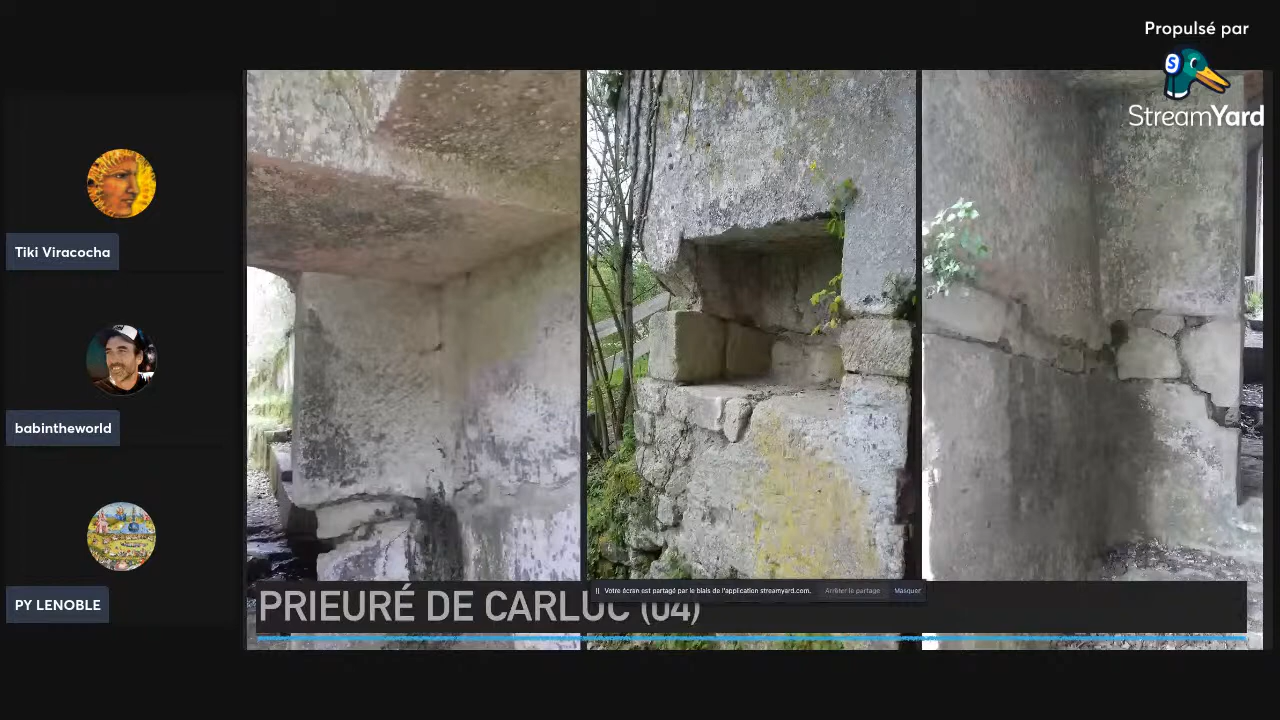 Propulsé par
StreamYard
Tiki Viracocha
babintheworld
PY LENOBLE
Votre écran est partagé par le biais de l'application streamyard.com. Arrêter le partage Masquer
PRIEURÉ DE CARLUC (04)